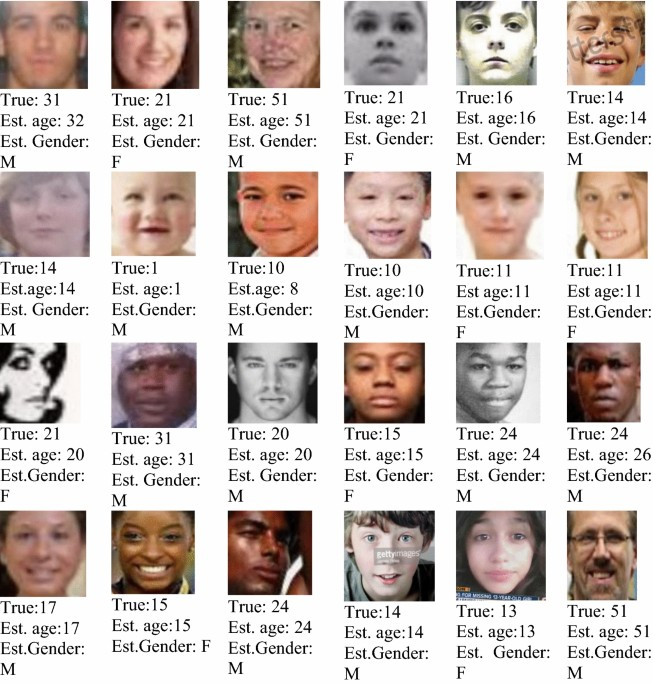 True: 31
Est. age: 32
Est. Gender:
M
True: 21
Est. age: 21
Est. Gender:
F
True: 51
Est. age: 51
Est. Gender:
M
True: 21
Est. age: 21
Est. Gender:
F
True:16
Est. age:16
Est. Gender:
M
True: 14
Est. age:14
Est.Gender:
M
True:14
Est.age:14
Est. Gender:
M
True:1
Est. age:1
Est.Gender:
M
True:10
Est.age: 8
Est.Gender:
M
True:10
Est. age:10
Est.Gender:
M
True:11
Est age:11
Est.Gender:
F
True:11
Est age:11
Est.Gender:
F
True: 21
Est. age: 20
Est.Gender:
F
True: 31
Est. age: 31
Est. Gender:
M
True: 20
Est. age: 20
Est. Gender:
M
True:15
Est. age:15
Est. Gender:
F
True: 24
Est. age: 24
Est. Gender:
M
True: 24
Est. age: 26
Est.Gender:
M
True:17
Est. age:17
Est.Gender:
M
True:15
Est. age:15
Est.Gender: F
True: 24
Est. age: 24
Est.Gender:
M
gettyimages
True:14
Est. age:14
Est.Gender:
M
FOR MISSING 13-YEAR-OLD GIRL
True: 13
Est. age:13
Est. Gender:
F
True: 51
Est. age: 51
Est.Gender:
M